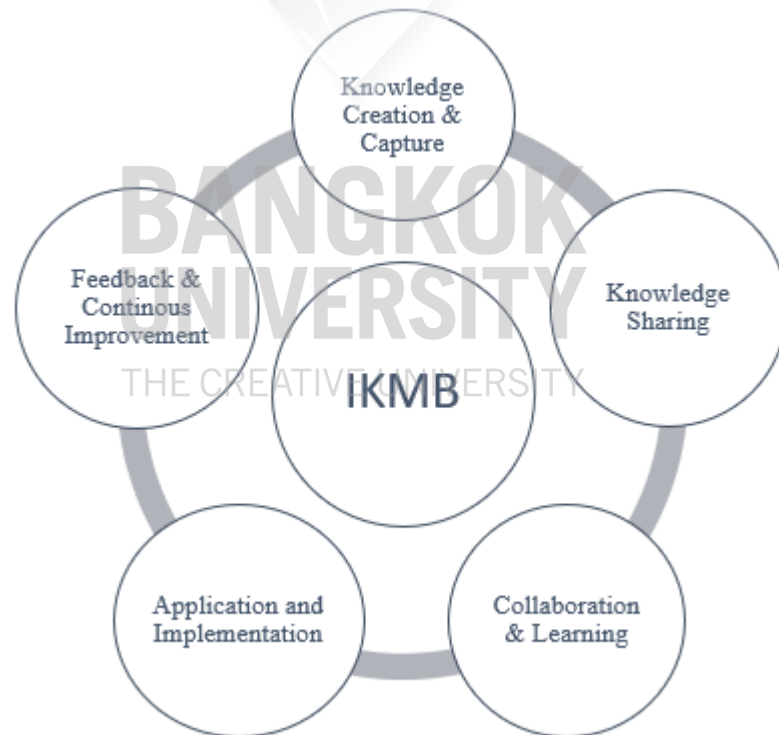 Knowledge
Creation &
Capture
BANGKOK
UNIVERSITY
THE CREATIVE UNIVERSITY
Feedback &
Continous
Improvement
Knowledge
Sharing
IKMB
Application and
Implementation
Collaboration
& Learning